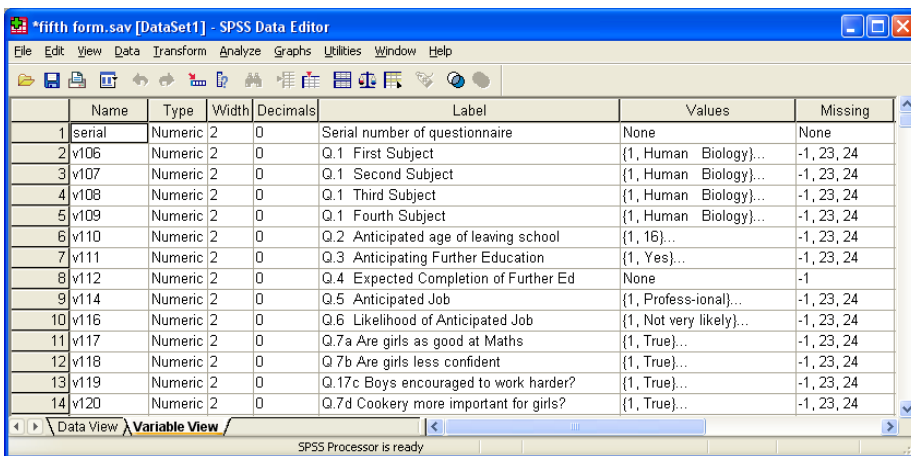 *fifth form.sav [DataSet1] - SPSS Data Editor
File Edit View Data Transform Analyze Graphs Utilities Window Help
Name Type Width Decimals Label Values Missing
1 serial Numeric 2 0 Serial number of questionnaire None None
2 v106 Numeric 2 0 Q.1 First Subject {1, Human Biology}... -1, 23, 24
3 v107 Numeric 2 0 Q.1 Second Subject {1, Human Biology}... -1, 23, 24
4 v108 Numeric 2 0 Q.1 Third Subject {1, Human Biology}... -1, 23, 24
5 v109 Numeric 2 0 Q.1 Fourth Subject {1, Human Biology}... -1, 23, 24
6 v110 Numeric 2 0 Q.2 Anticipated age of leaving school {1, 16}... -1, 23, 24
7 v111 Numeric 2 0 Q.3 Anticipating Further Education {1, Yes}... -1, 23, 24
8 v112 Numeric 2 0 Q.4 Expected Completion of Further Ed None -1
9 v114 Numeric 2 0 Q.5 Anticipated Job {1, Profess-ional}... -1, 23, 24
10 v116 Numeric 2 0 Q.6 Likelihood of Anticipated Job {1, Not very likely}... -1, 23, 24
11 v117 Numeric 2 0 Q.7a Are girls as good at Maths {1, True}... -1, 23, 24
12 v118 Numeric 2 0 Q 7b Are girls less confident {1, True}... -1, 23, 24
13 v119 Numeric 2 0 Q.17c Boys encouraged to work harder? {1, True}... -1, 23, 24
14 v120 Numeric 2 0 Q.7d Cookery more important for girls? {1, True}... -1, 23, 24
Data View Variable View
SPSS Processor is ready